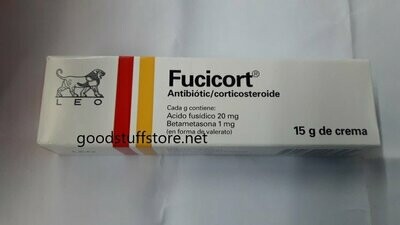 Fucicort®
Antibiótic/corticosteroide
Cada g contiene:
Acido fusídico 20 mg
Betametasona 1 mg
(en forma de valerato)
15 g de crema
LEO
goodstuffstore.net